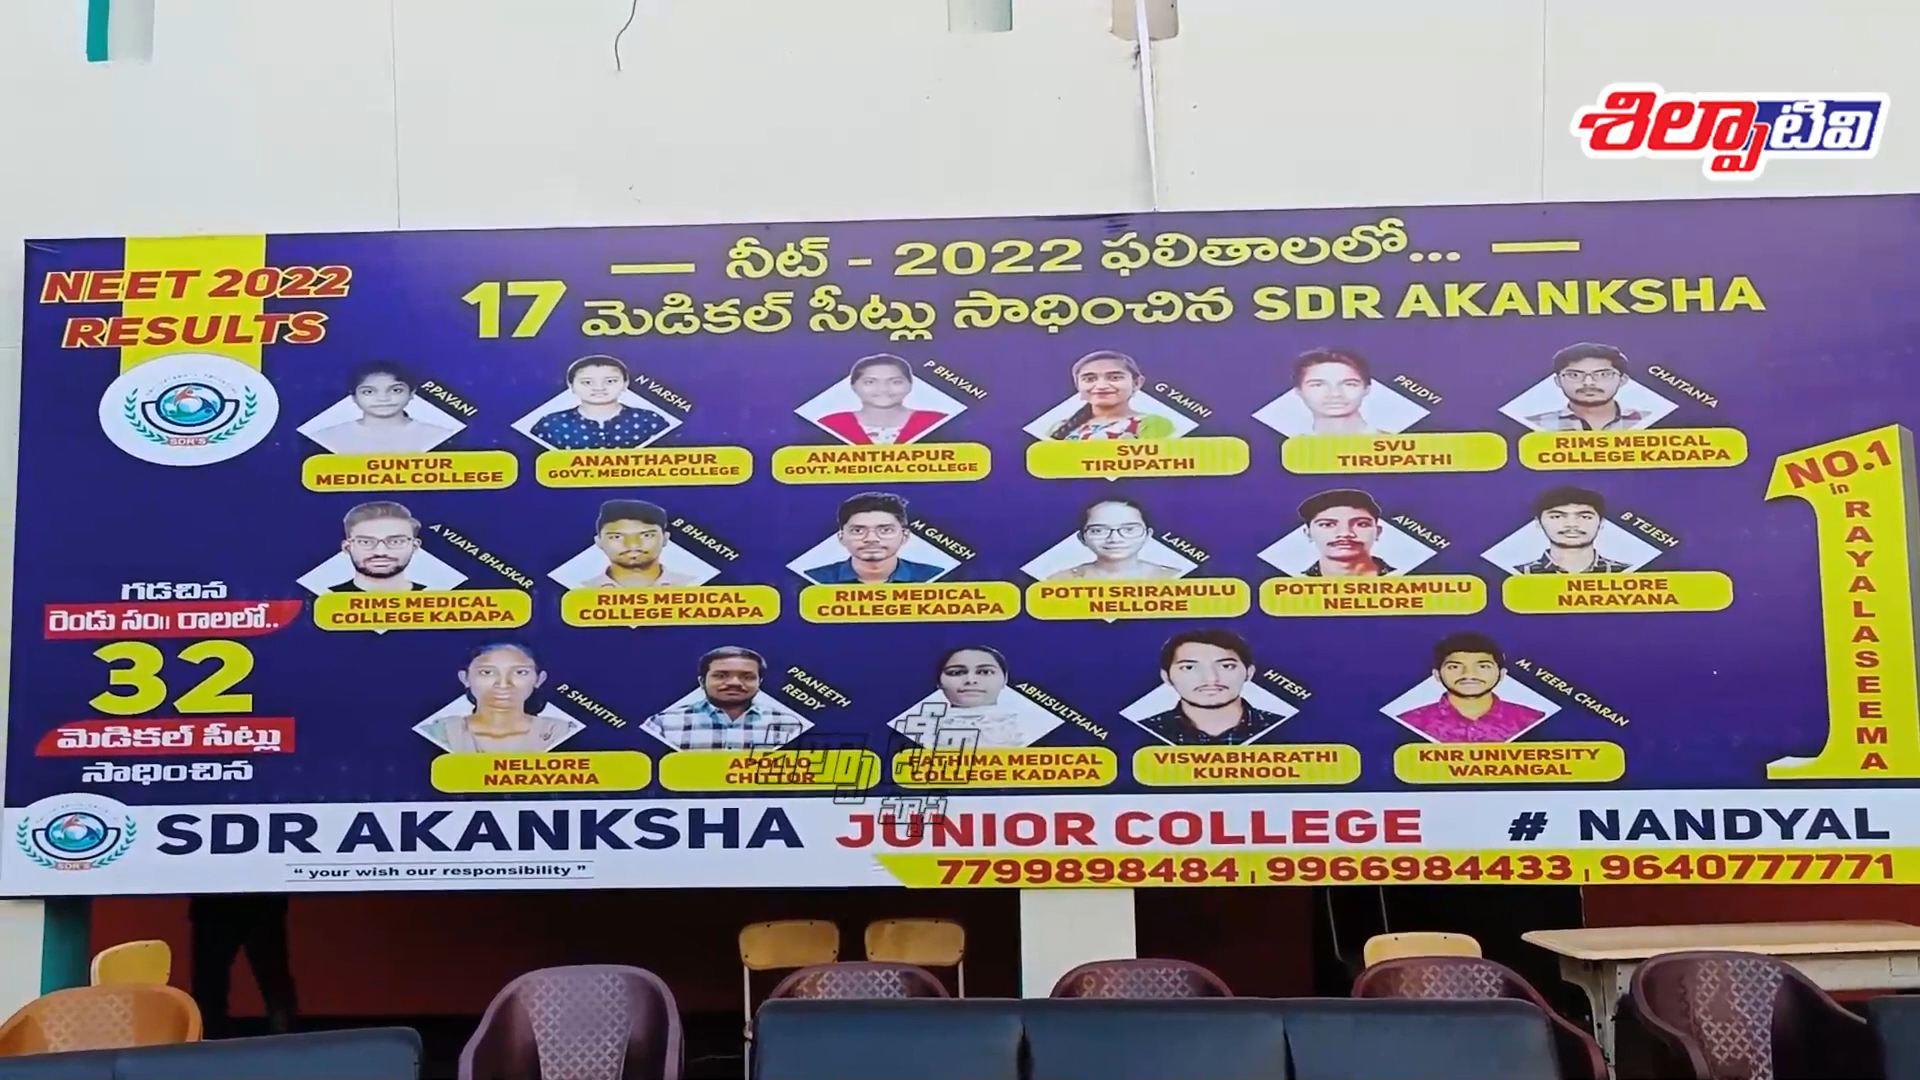 శిల్పా టీవి
NEET 2022
RESULTS
నీట్ - 2022 ఫలితాలలో...
17 మెడికల్ సీట్లు సాధించిన SDR AKANKSHA
P.PAVANI
GUNTUR
MEDICAL COLLEGE
N VARSHA
ANANTHAPUR
GOVT. MEDICAL COLLEGE
P BHAVANI
ANANTHAPUR
GOVT. MEDICAL COLLEGE
G YAMINI
SVU
TIRUPATHI
PRUDVI
SVU
TIRUPATHI
CHAITANYA
RIMS MEDICAL
COLLEGE KADAPA
A VIJAYA BHASKAR
RIMS MEDICAL
COLLEGE KADAPA
B BHARATH
RIMS MEDICAL
COLLEGE KADAPA
M GANESH
RIMS MEDICAL
COLLEGE KADAPA
LAHARI
POTTI SRIRAMULU
NELLORE
AVINASH
POTTI SRIRAMULU
NELLORE
B TEJESH
NELLORE
NARAYANA
P. SHAHITHI
NELLORE
NARAYANA
PRANEETH
REDDY
APOLLO
CHITTOR
ABHISULTHANA
FATHIMA MEDICAL
COLLEGE KADAPA
HITESH
VISWABHARATHI
KURNOOL
M. VEERA CHARAN
KNR UNIVERSITY
WARANGAL
గడచిన
రెండు సం॥ రాలలో..
32
మెడికల్ సీట్లు
సాధించిన
NO.1
in
RAYALASEMA
SDR'S
SDR AKANKSHA JUNIOR COLLEGE # NANDYAL
“ your wish our responsibility ”
7799898484 | 9966984433 | 9640777771
శిల్పా టీవి
న్యూస్